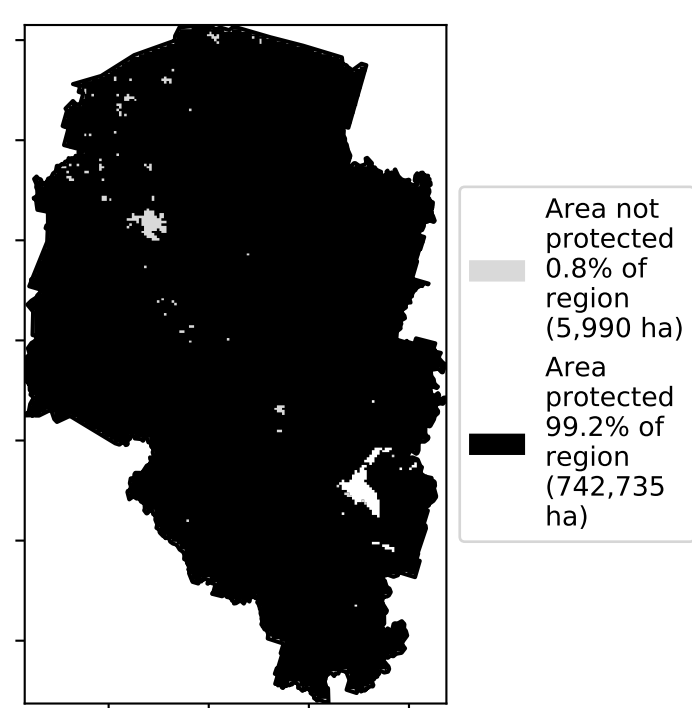 Area not
protected
0.8% of
region
(5,990 ha)
Area
protected
99.2% of
region
(742,735
ha)